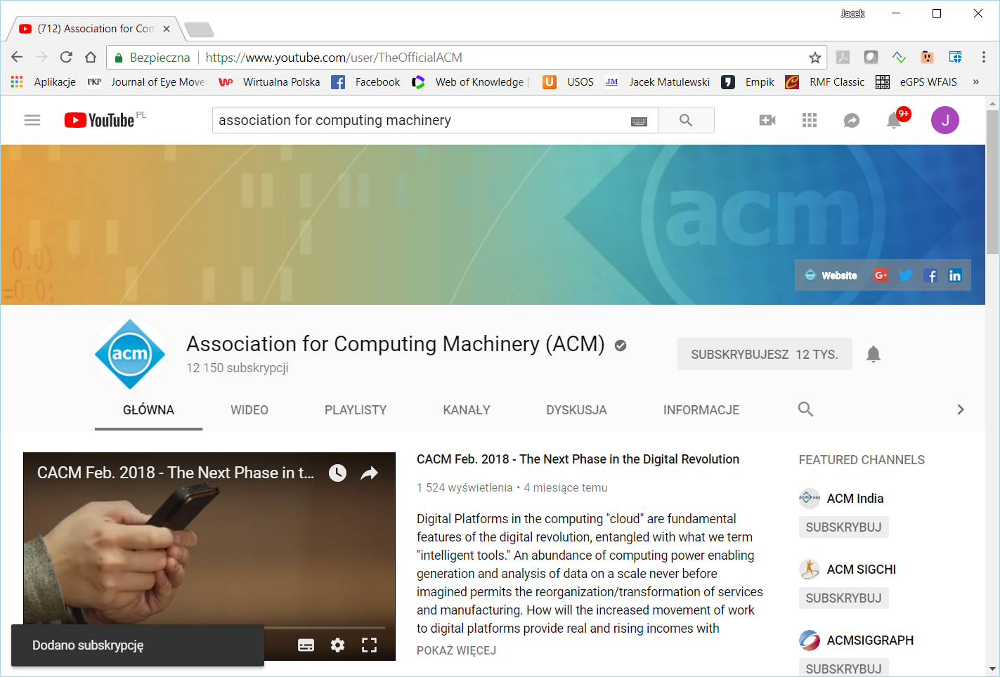 Jacek
(712) Association for Com
Bezpieczna
https://www.youtube.com/user/TheOfficialACM
Aplikacje
PKP
Journal of Eye Move
WP
Wirtualna Polska
Facebook
Web of Knowledge
USOS
JM
Jacek Matulewski
Empik
RMF Classic
eGPS WFAIS
»
YouTube PL
association for computing machinery
9+
J
acm
0.0)
=0.0;
Website
G+
f
in
acm
Association for Computing Machinery (ACM)
12 150 subskrypcji
SUBSKRYBUJESZ 12 TYS.
GŁÓWNA
WIDEO
PLAYLISTY
KANAŁY
DYSKUSJA
INFORMACJE
CACM Feb. 2018 - The Next Phase in t...
CACM Feb. 2018 - The Next Phase in the Digital Revolution
1 524 wyświetlenia • 4 miesiące temu
Digital Platforms in the computing "cloud" are fundamental
features of the digital revolution, entangled with what we term
"intelligent tools." An abundance of computing power enabling
generation and analysis of data on a scale never before
imagined permits the reorganization/transformation of services
and manufacturing. How will the increased movement of work
to digital platforms provide real and rising incomes with
POKAŻ WIĘCEJ
Dodano subskrypcję
FEATURED CHANNELS
ACM India
SUBSKRYBUJ
ACM SIGCHI
SUBSKRYBUJ
ACMSIGGRAPH
SUBSKRYBUJ